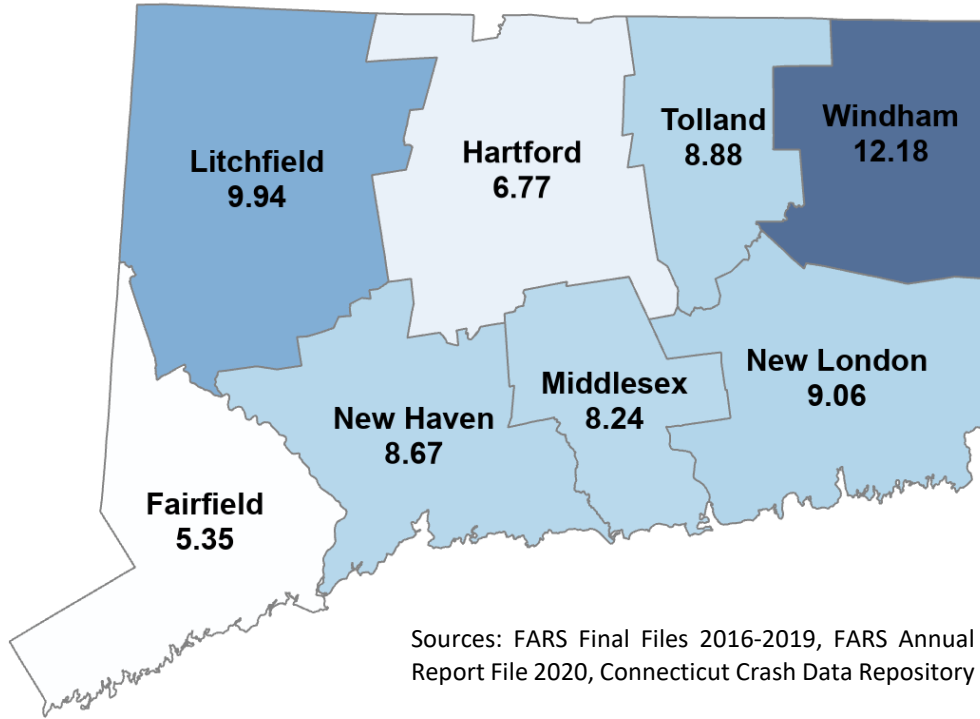 Tolland
8.88
Windham
12.18
Litchfield
9.94
Hartford
6.77
New London
9.06
Middlesex
8.24
New Haven
8.67
Fairfield
5.35
Sources: FARS Final Files 2016-2019, FARS Annual
Report File 2020, Connecticut Crash Data Repository